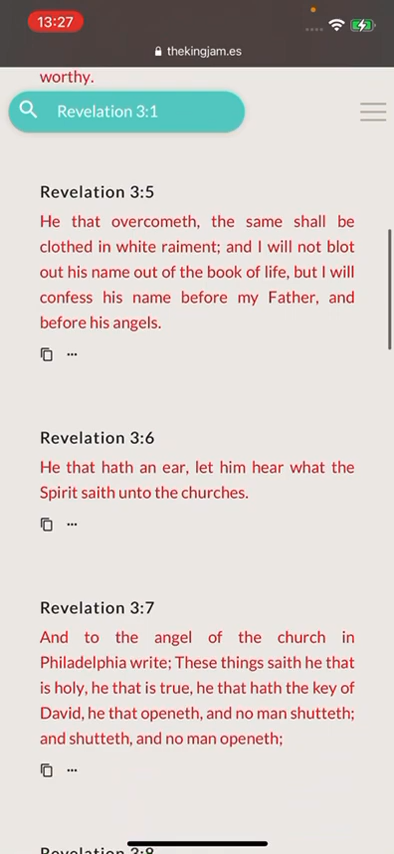 13:27
thekingjam.es
worthy.
Revelation 3:1
Revelation 3:5
He that overcometh, the same shall be
clothed in white raiment; and I will not blot
out his name out of the book of life, but I will
confess his name before my Father, and
before his angels.
Revelation 3:6
He that hath an ear, let him hear what the
Spirit saith unto the churches.
Revelation 3:7
And to the angel of the church in
Philadelphia write; These things saith he that
is holy, he that is true, he that hath the key of
David, he that openeth, and no man shutteth;
and shutteth, and no man openeth;
Revelation 3:8